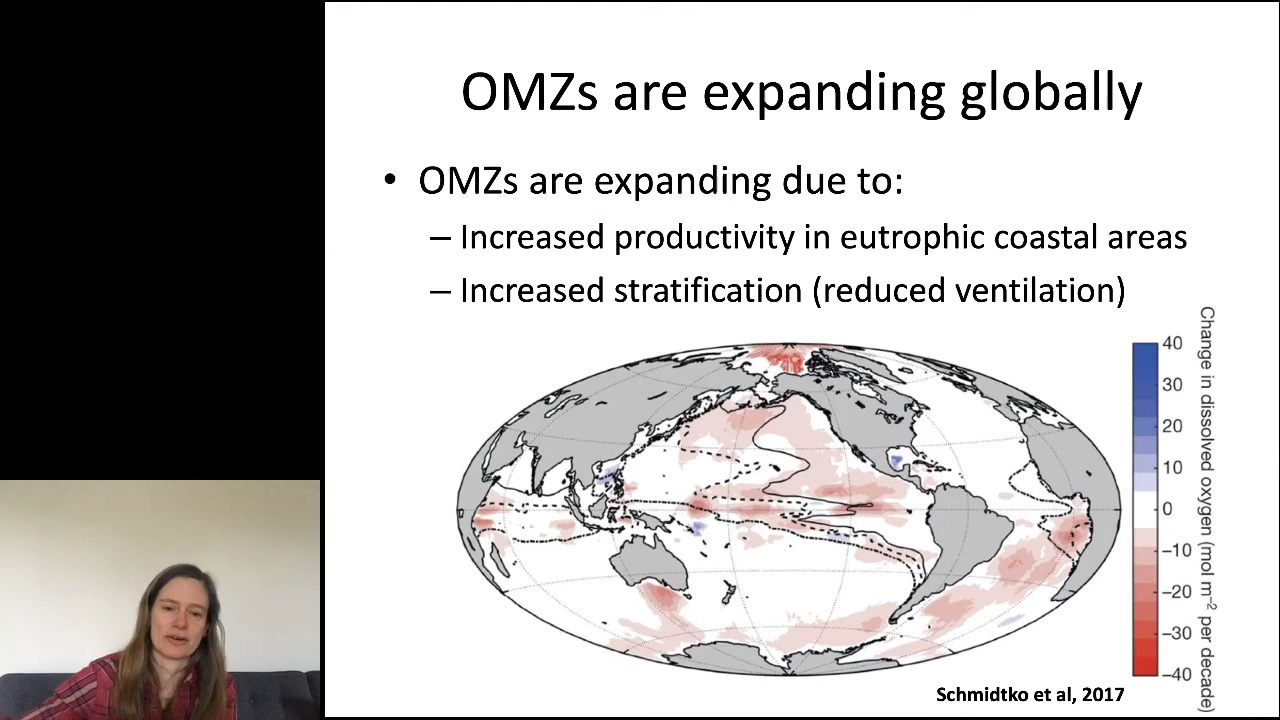 OMZs are expanding globally
• OMZs are expanding due to:
– Increased productivity in eutrophic coastal areas
– Increased stratification (reduced ventilation)
40
30
20
10
0
−10
−20
−30
−40
Change in dissolved oxygen (mol m⁻² per decade)
Schmidtko et al, 2017